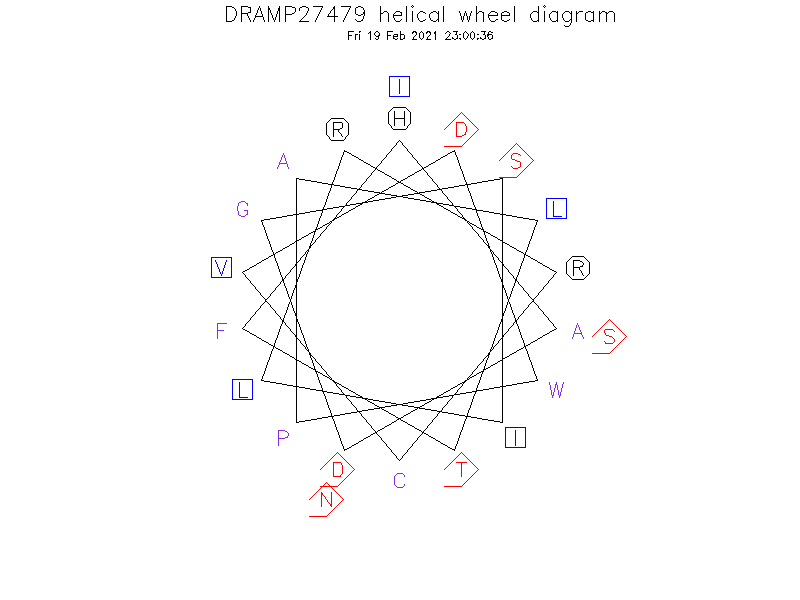 DRAMP27479 helical wheel diagram
Fri 19 Feb 2021 23:00:36
I
R H D
A S
G L
V R
F A S
L W
P I
D C T
N